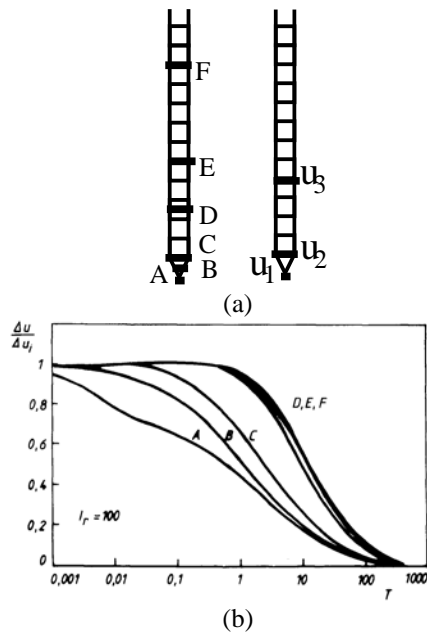 F
E
D
C
A B
u3
u2
u1
(a)
Δu
Δui
1
0,8
0,6
0,4
0,2
0
A B C D, E, F
Ir = 100
0,001 0,01 0,1 1 10 100 1000
T
(b)